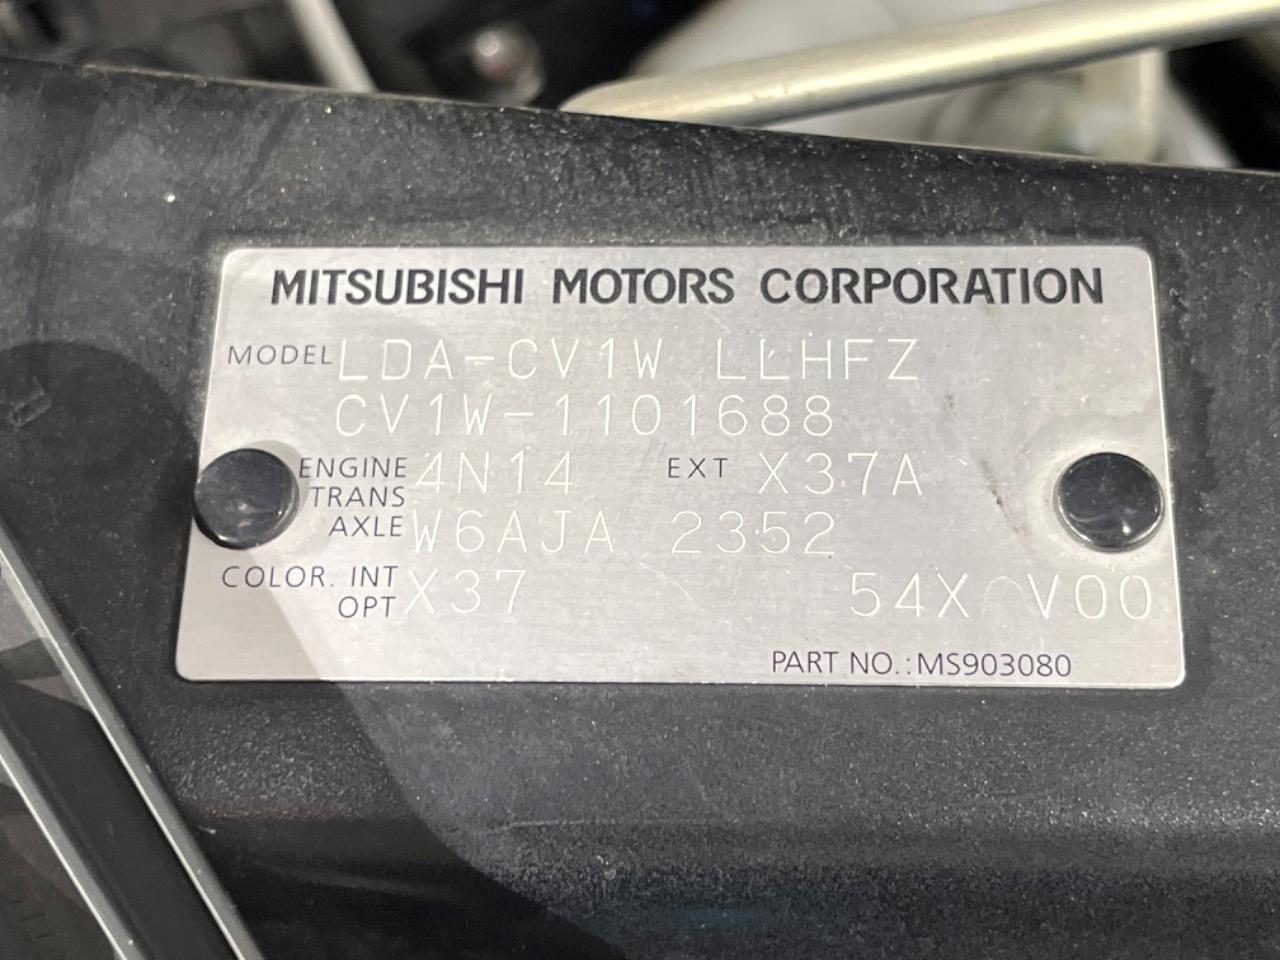 MITSUBISHI MOTORS CORPORATION
MODEL LDA-CV1W LLHFZ
CV1W-1101688
ENGINE 4N14 EXT X37A
TRANS
AXLE W6AJA 2352
COLOR. INT X37 54X V00
OPT
PART NO.: MS903080